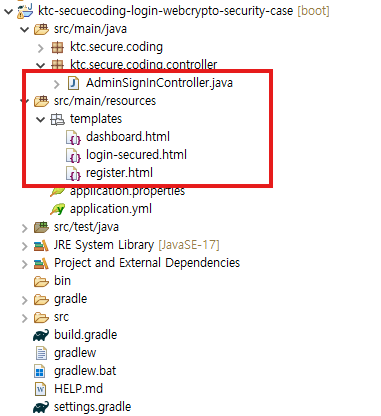 ktc-secuecoding-login-webcrypto-security-case [boot]
src/main/java
ktc.secure.coding
ktc.secure.coding.controller
AdminSignInController.java
src/main/resources
templates
dashboard.html
login-secured.html
register.html
application.properties
application.yml
src/test/java
JRE System Library [JavaSE-17]
Project and External Dependencies
bin
gradle
src
build.gradle
gradlew
gradlew.bat
HELP.md
settings.gradle